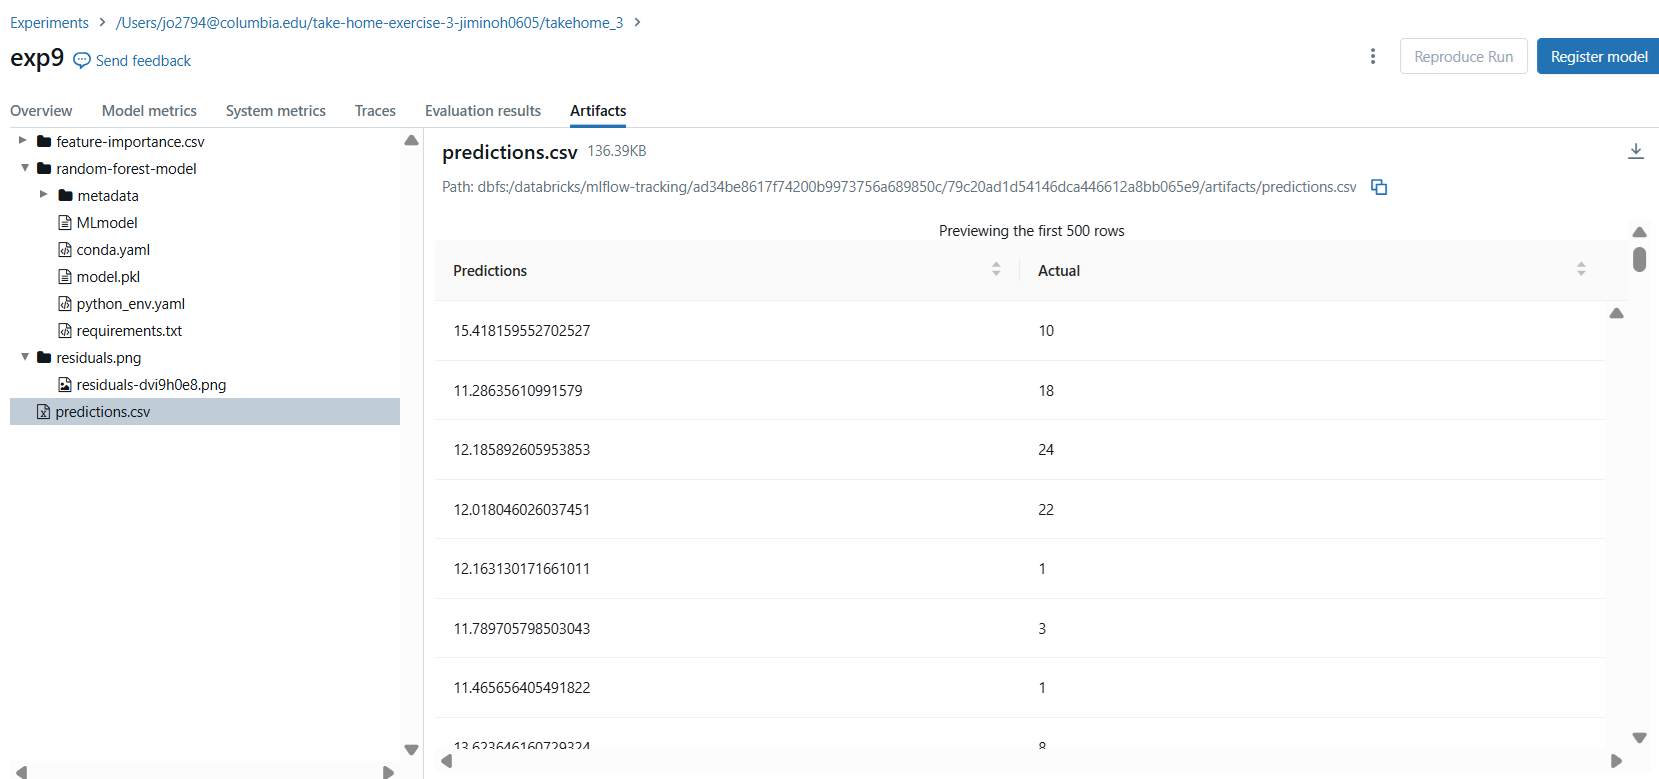 Experiments > /Users/jo2794@columbia.edu/take-home-exercise-3-jiminoh0605/takehome_3 >
exp9 Send feedback
Reproduce Run
Register model
Overview Model metrics System metrics Traces Evaluation results Artifacts
feature-importance.csv
random-forest-model
metadata
MLmodel
conda.yaml
model.pkl
python_env.yaml
requirements.txt
residuals.png
residuals-dvi9h0e8.png
predictions.csv
predictions.csv 136.39KB
Path: dbfs:/databricks/mlflow-tracking/ad34be8617f74200b9973756a689850c/79c20ad1d54146dca446612a8bb065e9/artifacts/predictions.csv
Previewing the first 500 rows
Predictions Actual
15.418159552702527 10
11.28635610991579 18
12.185892605953853 24
12.018046026037451 22
12.163130171661011 1
11.789705798503043 3
11.465656405491822 1
13.623646160729324 8